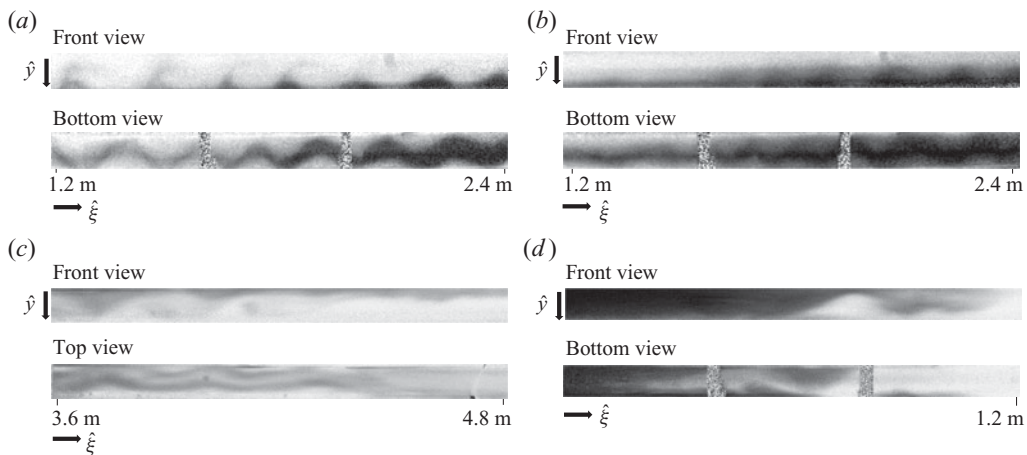 (a)
Front view
ŷ
Bottom view
1.2 m 2.4 m
ξ̂
(b)
Front view
ŷ
Bottom view
1.2 m 2.4 m
ξ̂
(c)
Front view
ŷ
Top view
3.6 m 4.8 m
ξ̂
(d)
Front view
ŷ
Bottom view
1.2 m
ξ̂